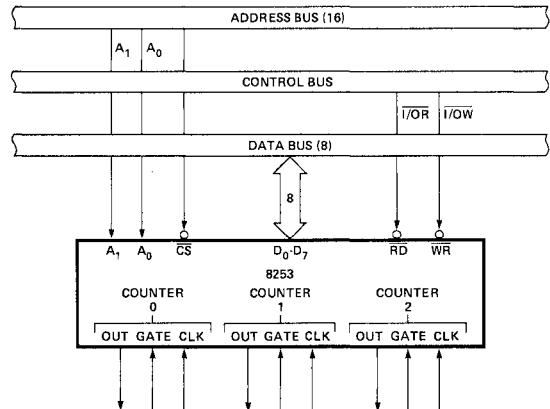 ADDRESS BUS (16)
A1 A0
CONTROL BUS
I/OR I/OW
DATA BUS (8)
8
A1 A0 CS D0-D7 RD WR
8253
COUNTER COUNTER COUNTER
0 1 2
OUT GATE CLK OUT GATE CLK OUT GATE CLK